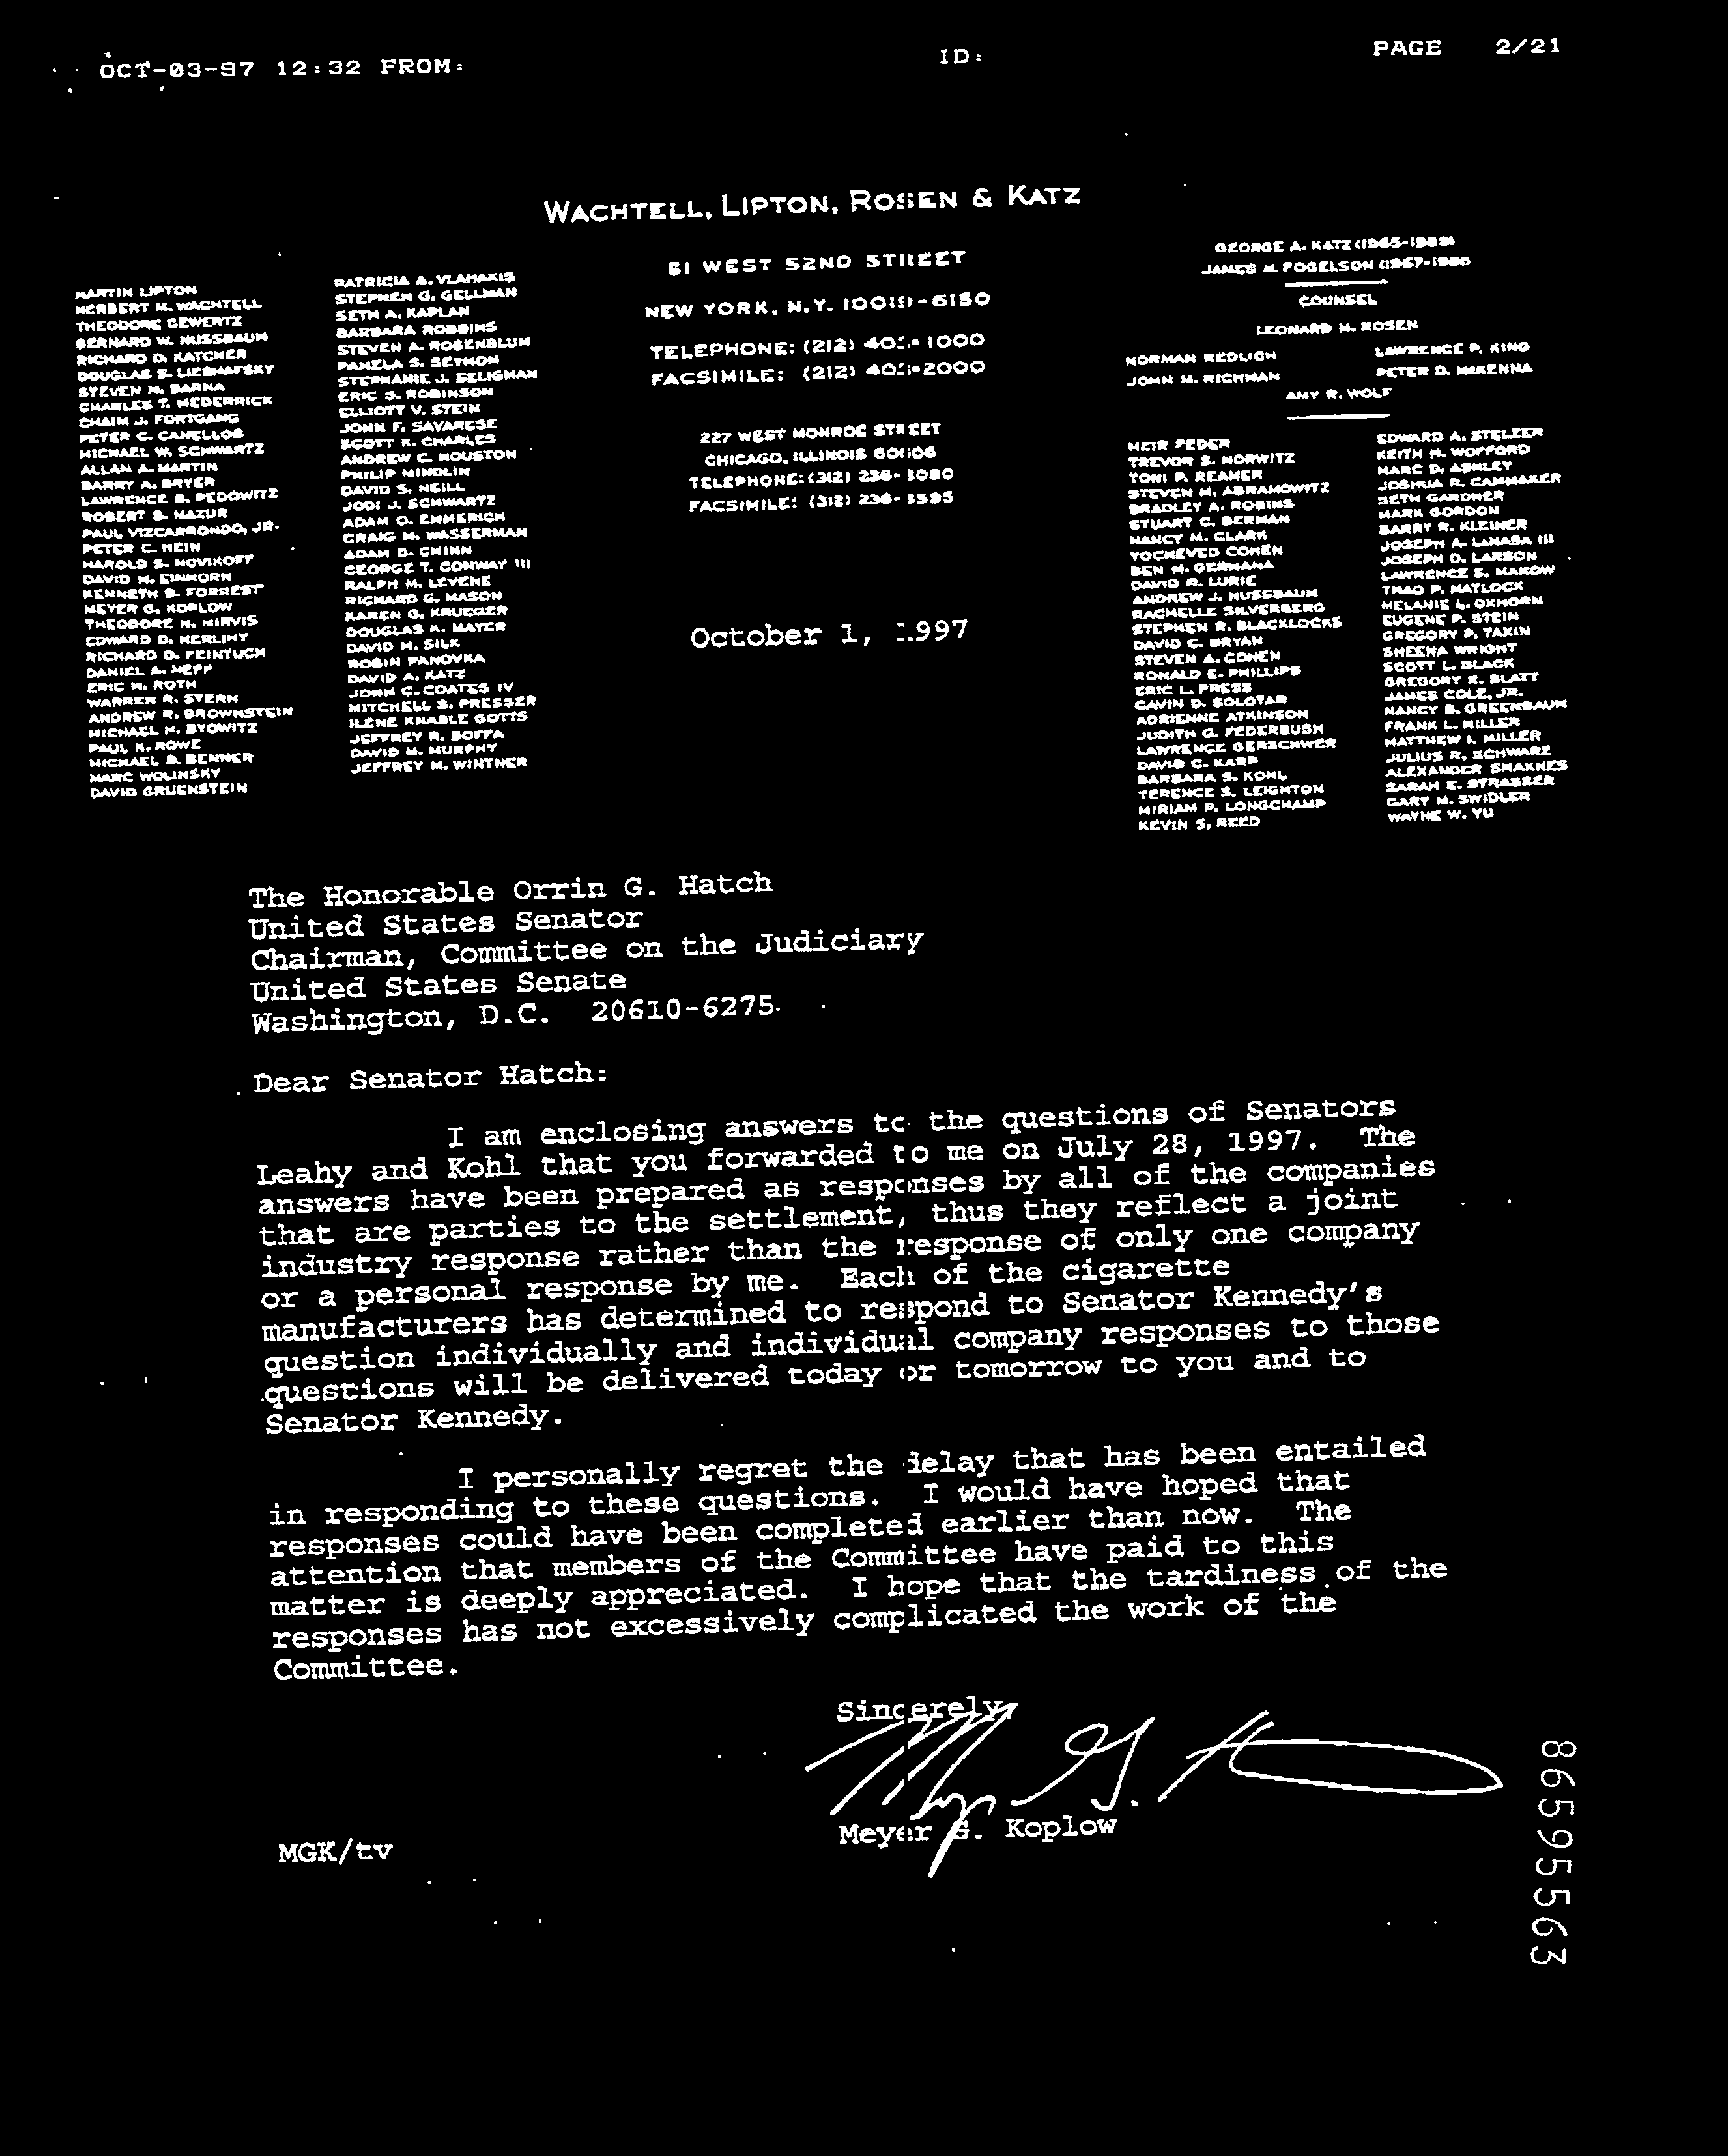 OCT-03-97 12:32 FROM: ID: PAGE 2/21
WACHTELL, LIPTON, ROSEN & KATZ
MARTIN LIPTON
HERBERT M. WACHTELL
THEODORE GEWERTZ
BERNARD W. NUSSBAUM
RICHARD D. KATCHER
DOUGLAS S. LIEBHAFSKY
STEVEN M. BARNA
CHARLES T. NEDERRICK
CHAIM J. FORTGANG
PETER C. CANELLOS
MICHAEL W. SCHWARTZ
ALLAN A. MARTIN
BARRY A. BRYER
LAWRENCE B. PEDOWITZ
ROBERT B. MAZUR
PAUL VIZCARRONDO, JR.
PETER C. HEIN
HAROLD S. NOVIKOFF
DAVID M. EINHORN
KENNETH B. FORREST
MEYER G. KOPLOW
THEODORE N. MIRVIS
EDWARD D. HERLIHY
RICHARD D. FEINTUCH
DANIEL A. NEFF
ERIC M. ROTH
WARREN R. STERN
ANDREW R. BROWNSTEIN
MICHAEL H. BYOWITZ
PAUL K. ROWE
MICHAEL B. BENNER
MARC WOLINSKY
DAVID GRUENSTEIN
PATRICIA A. VLAHAKIS
STEPHEN G. GELLMAN
SETH A. KAPLAN
BARBARA ROBBINS
STEVEN A. ROSENBLUM
PAMELA S. SEYMON
STEPHANIE J. SELIGMAN
ERIC S. ROBINSON
ELLIOTT V. STEIN
JOHN F. SAVARESE
SCOTT K. CHARLES
ANDREW C. HOUSTON
PHILIP MINDLIN
DAVID S. NEILL
JODI J. SCHWARTZ
ADAM O. EMMERICH
CRAIG M. WASSERMAN
ADAM D. CHINN
GEORGE T. CONWAY III
RALPH M. LEVENE
RICHARD G. MASON
KAREN G. KRUEGER
DOUGLAS K. MAYER
DAVID M. SILK
ROBIN PANOVKA
DAVID A. KATZ
JOHN C. COATES IV
MITCHELL S. PRESSER
ILENE KNABLE GOTTS
JEFFREY R. BOFFA
DAVID M. MURPHY
JEFFREY M. WINTNER
51 WEST 52ND STREET
NEW YORK, N.Y. 10019-6150
TELEPHONE: (212) 403-1000
FACSIMILE: (212) 403-2000
227 WEST MONROE STREET
CHICAGO, ILLINOIS 60606
TELEPHONE: (312) 236-
FACSIMILE: (312) 236-
October 1, 1997
GEORGE A. KATZ (1965-1989)
JAMES H. FOGELSON (1967-
COUNSEL
LEONARD M. ROSEN
NORMAN REDLICH LAWRENCE P. KING
JOHN M. RICHMAN PETER D. MCKENNA
AMY R. WOLF
MEIR FEDER
TREVOR S. NORWITZ
TONI P. REAMER
STEVEN M. ABRAMOWITZ
BRADLEY A. ROBINS
STUART C. BERMAN
NANCY M. CLARK
YOCHEVED COHEN
BEN M. GERMANA
DAVID R. LURIE
ANDREW J. NUSSBAUM
RACHELLE SILVERBERG
STEPHEN R. BLACKLOCKS
DAVID C. BRYAN
STEVEN A. COHEN
RONALD E. PHILLIPS
ERIC L. PRESS
GAVIN D. SOLOTAR
ADRIENNE ATKINSON
JUDITH G. FEDERBUSH
LAWRENCE GERSCHWER
DAVID C. KARP
BARBARA S. KOHL
TERENCE S. LEIGHTON
MIRIAM P. LONGCHAMP
KEVIN S. REED
EDWARD A. STELZER
KEITH M. WOFFORD
MARC D. ASHLEY
JOSHUA R. CAMMAKER
SETH GARDNER
MARK GORDON
BARRY R. KLEINER
JOSEPH A. LANASA III
JOSEPH D. LARSON
LAWRENCE S. MAKOW
THAD P. MATLOCK
MELANIE L. OXHORN
EUGENE P. STEIN
GREGORY P. TAXIN
SHEENA WRIGHT
SCOTT L. BLACK
GREGORY K. BLATT
JAMES COLE, JR.
NANCY B. GREENBAUM
FRANK L. MILLER
MATTHEW I. MILLER
JULIUS R. SCHWARZ
ALEXANDER SHAKNES
SARAH E. STRASSER
GARY M. SWIDLER
WAYNE W. YU
The Honorable Orrin G. Hatch
United States Senator
Chairman, Committee on the Judiciary
United States Senate
Washington, D.C. 20610-6275
Dear Senator Hatch:
I am enclosing answers to the questions of Senators
Leahy and Kohl that you forwarded to me on July 28, 1997. The
answers have been prepared as responses by all of the companies
that are parties to the settlement, thus they reflect a joint
industry response rather than the response of only one company
or a personal response by me. Each of the cigarette
manufacturers has determined to respond to Senator Kennedy's
question individually and individual company responses to those
questions will be delivered today or tomorrow to you and to
Senator Kennedy.
I personally regret the delay that has been entailed
in responding to these questions. I would have hoped that
responses could have been completed earlier than now. The
attention that members of the Committee have paid to this
matter is deeply appreciated. I hope that the tardiness of the
responses has not excessively complicated the work of the
Committee.
Sincerely,
Meyer G. Koplow
MGK/tv
86595563